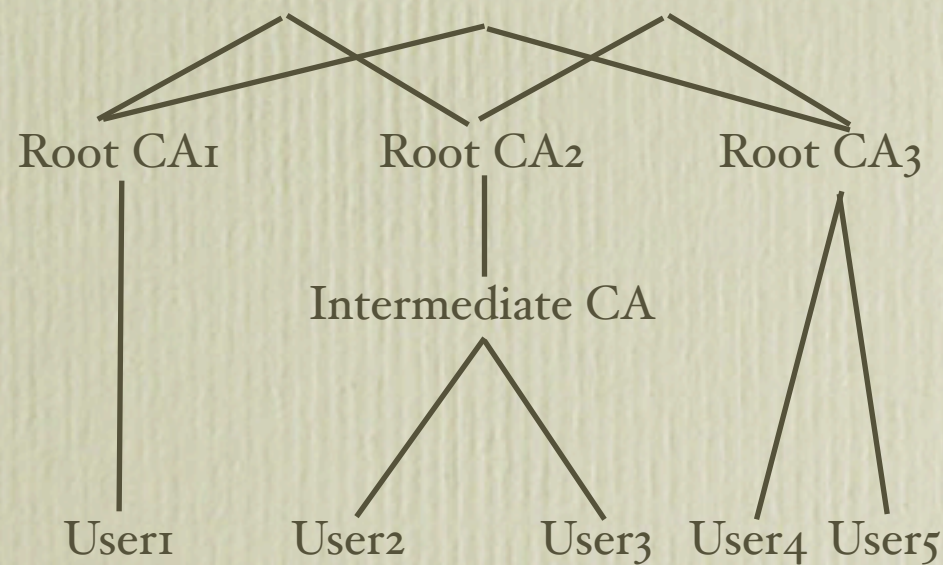 Root CA1 Root CA2 Root CA3
Intermediate CA
User1 User2 User3 User4 User5